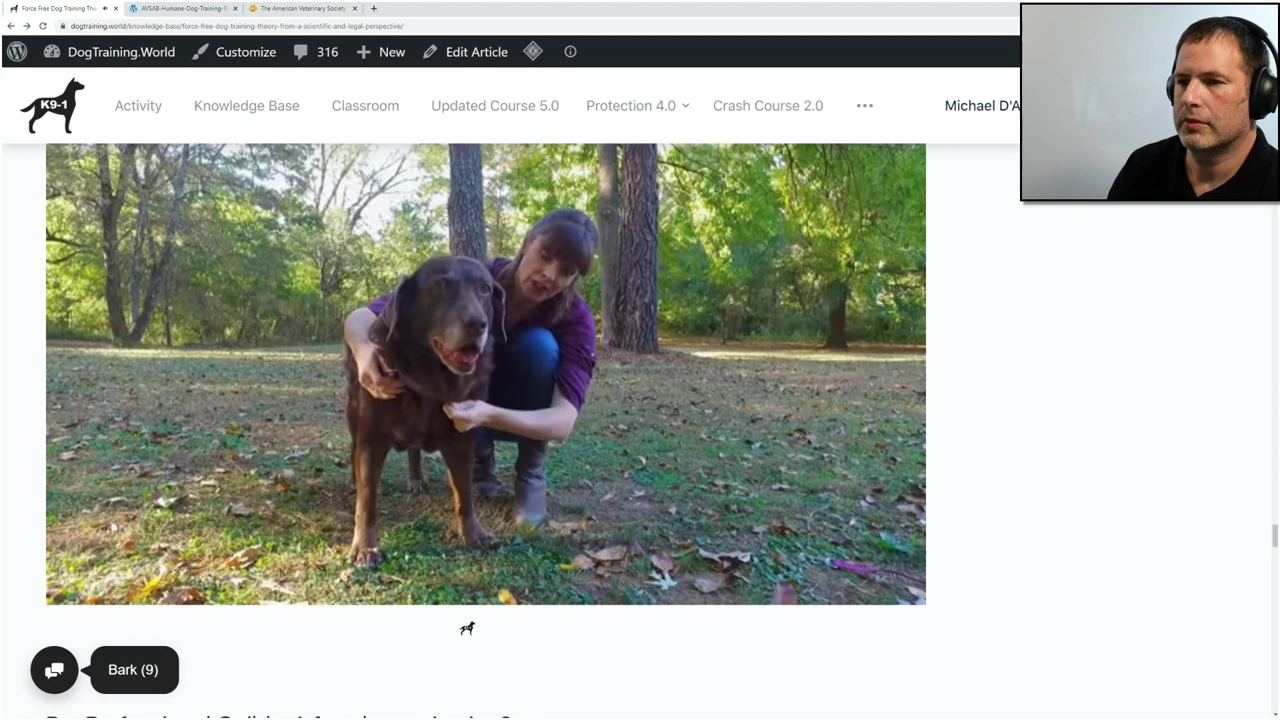 Force Free Dog Training The
AVSAB-Humane-Dog-Training-P
The American Veterinary Society
dogtraining.world/knowledge-base/force-free-dog-training-theory-from-a-scientific-and-legal-perspective/
DogTraining.World Customize 316 New Edit Article
K9-1
Activity Knowledge Base Classroom Updated Course 5.0 Protection 4.0 Crash Course 2.0 ••• Michael D'A
Bark (9)